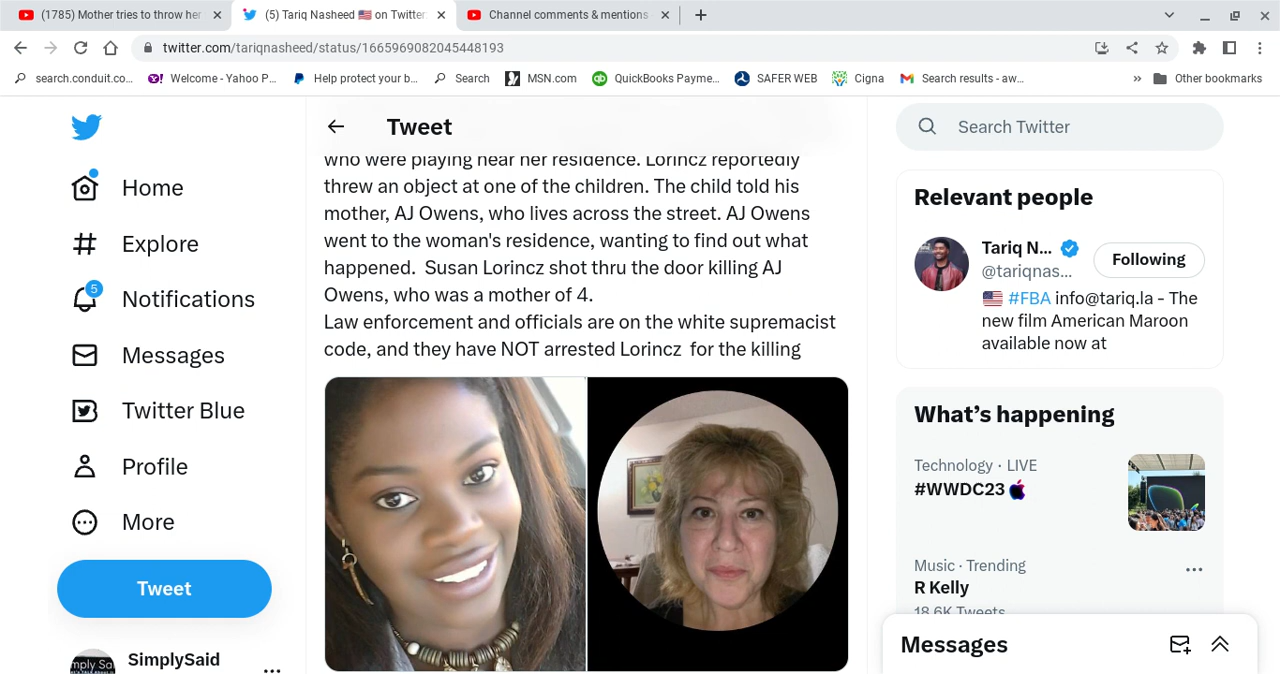 (1785) Mother tries to throw her
(5) Tariq Nasheed 🇺🇸 on Twitter:
Channel comments & mentions
twitter.com/tariqnasheed/status/1665969082045448193
search.conduit.co...
Welcome - Yahoo P...
Help protect your b...
Search
MSN.com
QuickBooks Payme...
SAFER WEB
Cigna
Search results - aw...
»
Other bookmarks
Home
Explore
5
Notifications
Messages
Twitter Blue
Profile
More
Tweet
SimplySaid
Tweet
who were playing near her residence. Lorincz reportedly
threw an object at one of the children. The child told his
mother, AJ Owens, who lives across the street. AJ Owens
went to the woman's residence, wanting to find out what
happened.  Susan Lorincz shot thru the door killing AJ
Owens, who was a mother of 4.
Law enforcement and officials are on the white supremacist
code, and they have NOT arrested Lorincz  for the killing
Search Twitter
Relevant people
Tariq N...
@tariqnas...
Following
🇺🇸 #FBA info@tariq.la - The
new film American Maroon
available now at
What's happening
Technology · LIVE
#WWDC23
Music · Trending
R Kelly
18.6K Tweets
Messages